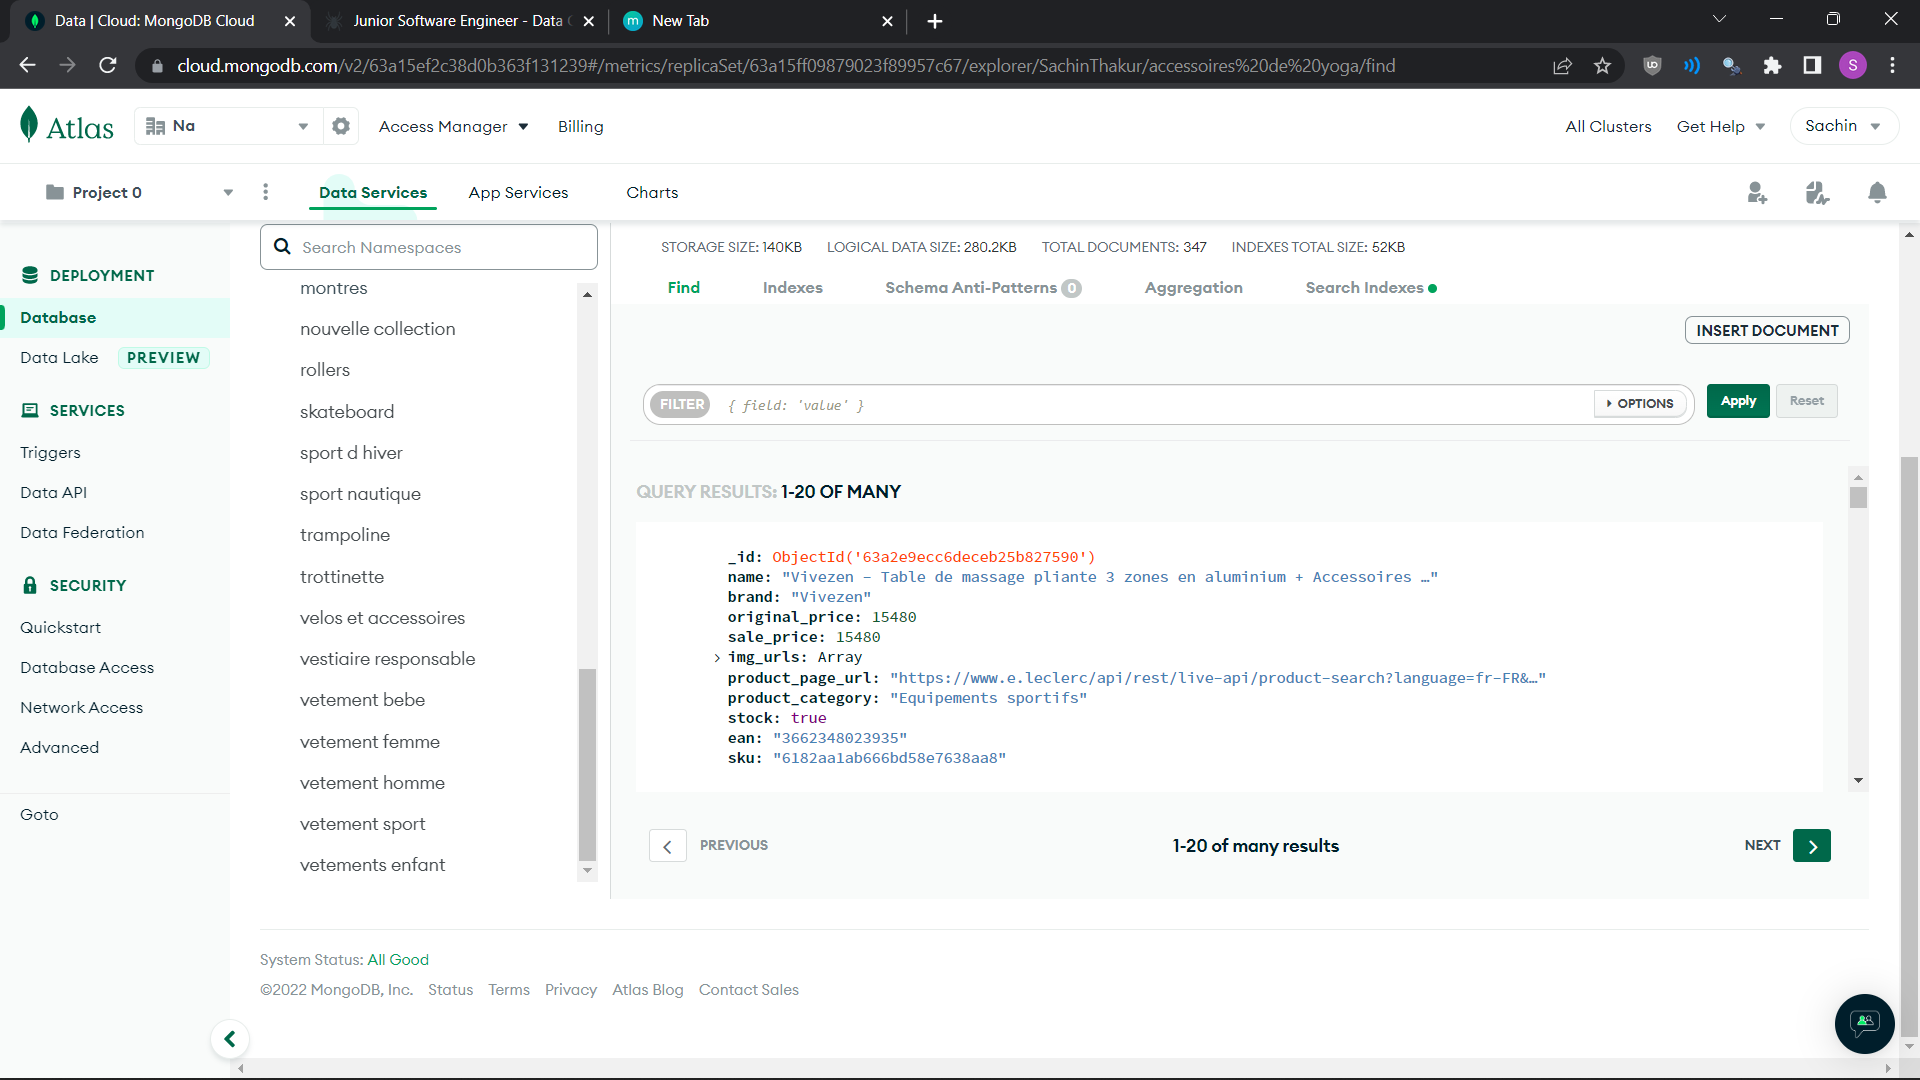 Data | Cloud: MongoDB Cloud
Junior Software Engineer - Data
m New Tab
cloud.mongodb.com/v2/63a15ef2c38d0b363f131239#/metrics/replicaSet/63a15ff09879023f89957c67/explorer/SachinThakur/accessoires%20de%20yoga/find
S
Atlas
Na
Access Manager
Billing
All Clusters
Get Help
Sachin
Project 0
Data Services
App Services
Charts
DEPLOYMENT
Database
Data Lake PREVIEW
SERVICES
Triggers
Data API
Data Federation
SECURITY
Quickstart
Database Access
Network Access
Advanced
Goto
Search Namespaces
montres
nouvelle collection
rollers
skateboard
sport d hiver
sport nautique
trampoline
trottinette
velos et accessoires
vestiaire responsable
vetement bebe
vetement femme
vetement homme
vetement sport
vetements enfant
STORAGE SIZE: 140KB LOGICAL DATA SIZE: 280.2KB TOTAL DOCUMENTS: 347 INDEXES TOTAL SIZE: 52KB
Find Indexes Schema Anti-Patterns 0 Aggregation Search Indexes
INSERT DOCUMENT
FILTER { field: 'value' } OPTIONS Apply Reset
QUERY RESULTS: 1-20 OF MANY
_id: ObjectId('63a2e9ecc6deceb25b827590')
name: "Vivezen - Table de massage pliante 3 zones en aluminium + Accessoires …"
brand: "Vivezen"
original_price: 15480
sale_price: 15480
img_urls: Array
product_page_url: "https://www.e.leclerc/api/rest/live-api/product-search?language=fr-FR&…"
product_category: "Equipements sportifs"
stock: true
ean: "3662348023935"
sku: "6182aa1ab666bd58e7638aa8"
PREVIOUS 1-20 of many results NEXT
System Status: All Good
©2022 MongoDB, Inc. Status Terms Privacy Atlas Blog Contact Sales